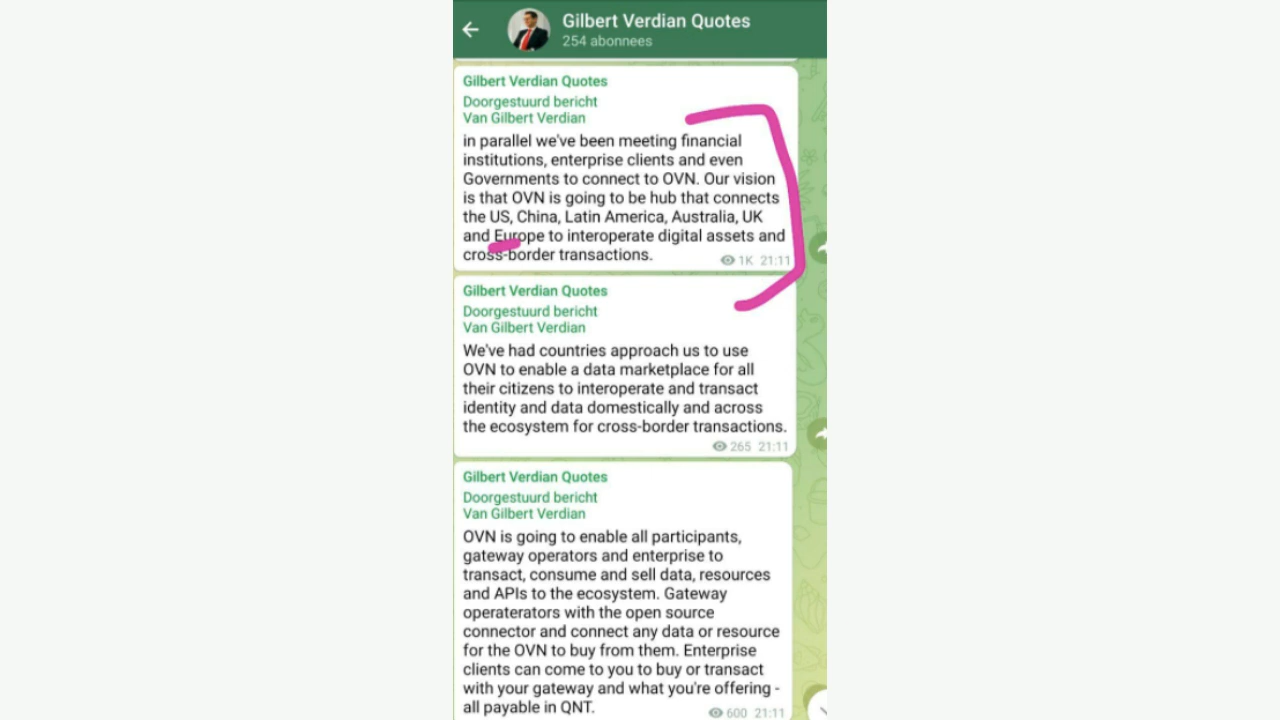 Gilbert Verdian Quotes
254 abonnees
Gilbert Verdian Quotes
Doorgestuurd bericht
Van Gilbert Verdian
in parallel we've been meeting financial
institutions, enterprise clients and even
Governments to connect to OVN. Our vision
is that OVN is going to be hub that connects
the US, China, Latin America, Australia, UK
and Europe to interoperate digital assets and
cross-border transactions.
1K 21:11
Gilbert Verdian Quotes
Doorgestuurd bericht
Van Gilbert Verdian
We've had countries approach us to use
OVN to enable a data marketplace for all
their citizens to interoperate and transact
identity and data domestically and across
the ecosystem for cross-border transactions.
265 21:11
Gilbert Verdian Quotes
Doorgestuurd bericht
Van Gilbert Verdian
OVN is going to enable all participants,
gateway operators and enterprise to
transact, consume and sell data, resources
and APIs to the ecosystem. Gateway
operaterators with the open source
connector and connect any data or resource
for the OVN to buy from them. Enterprise
clients can come to you to buy or transact
with your gateway and what you're offering -
all payable in QNT.
600 21:11